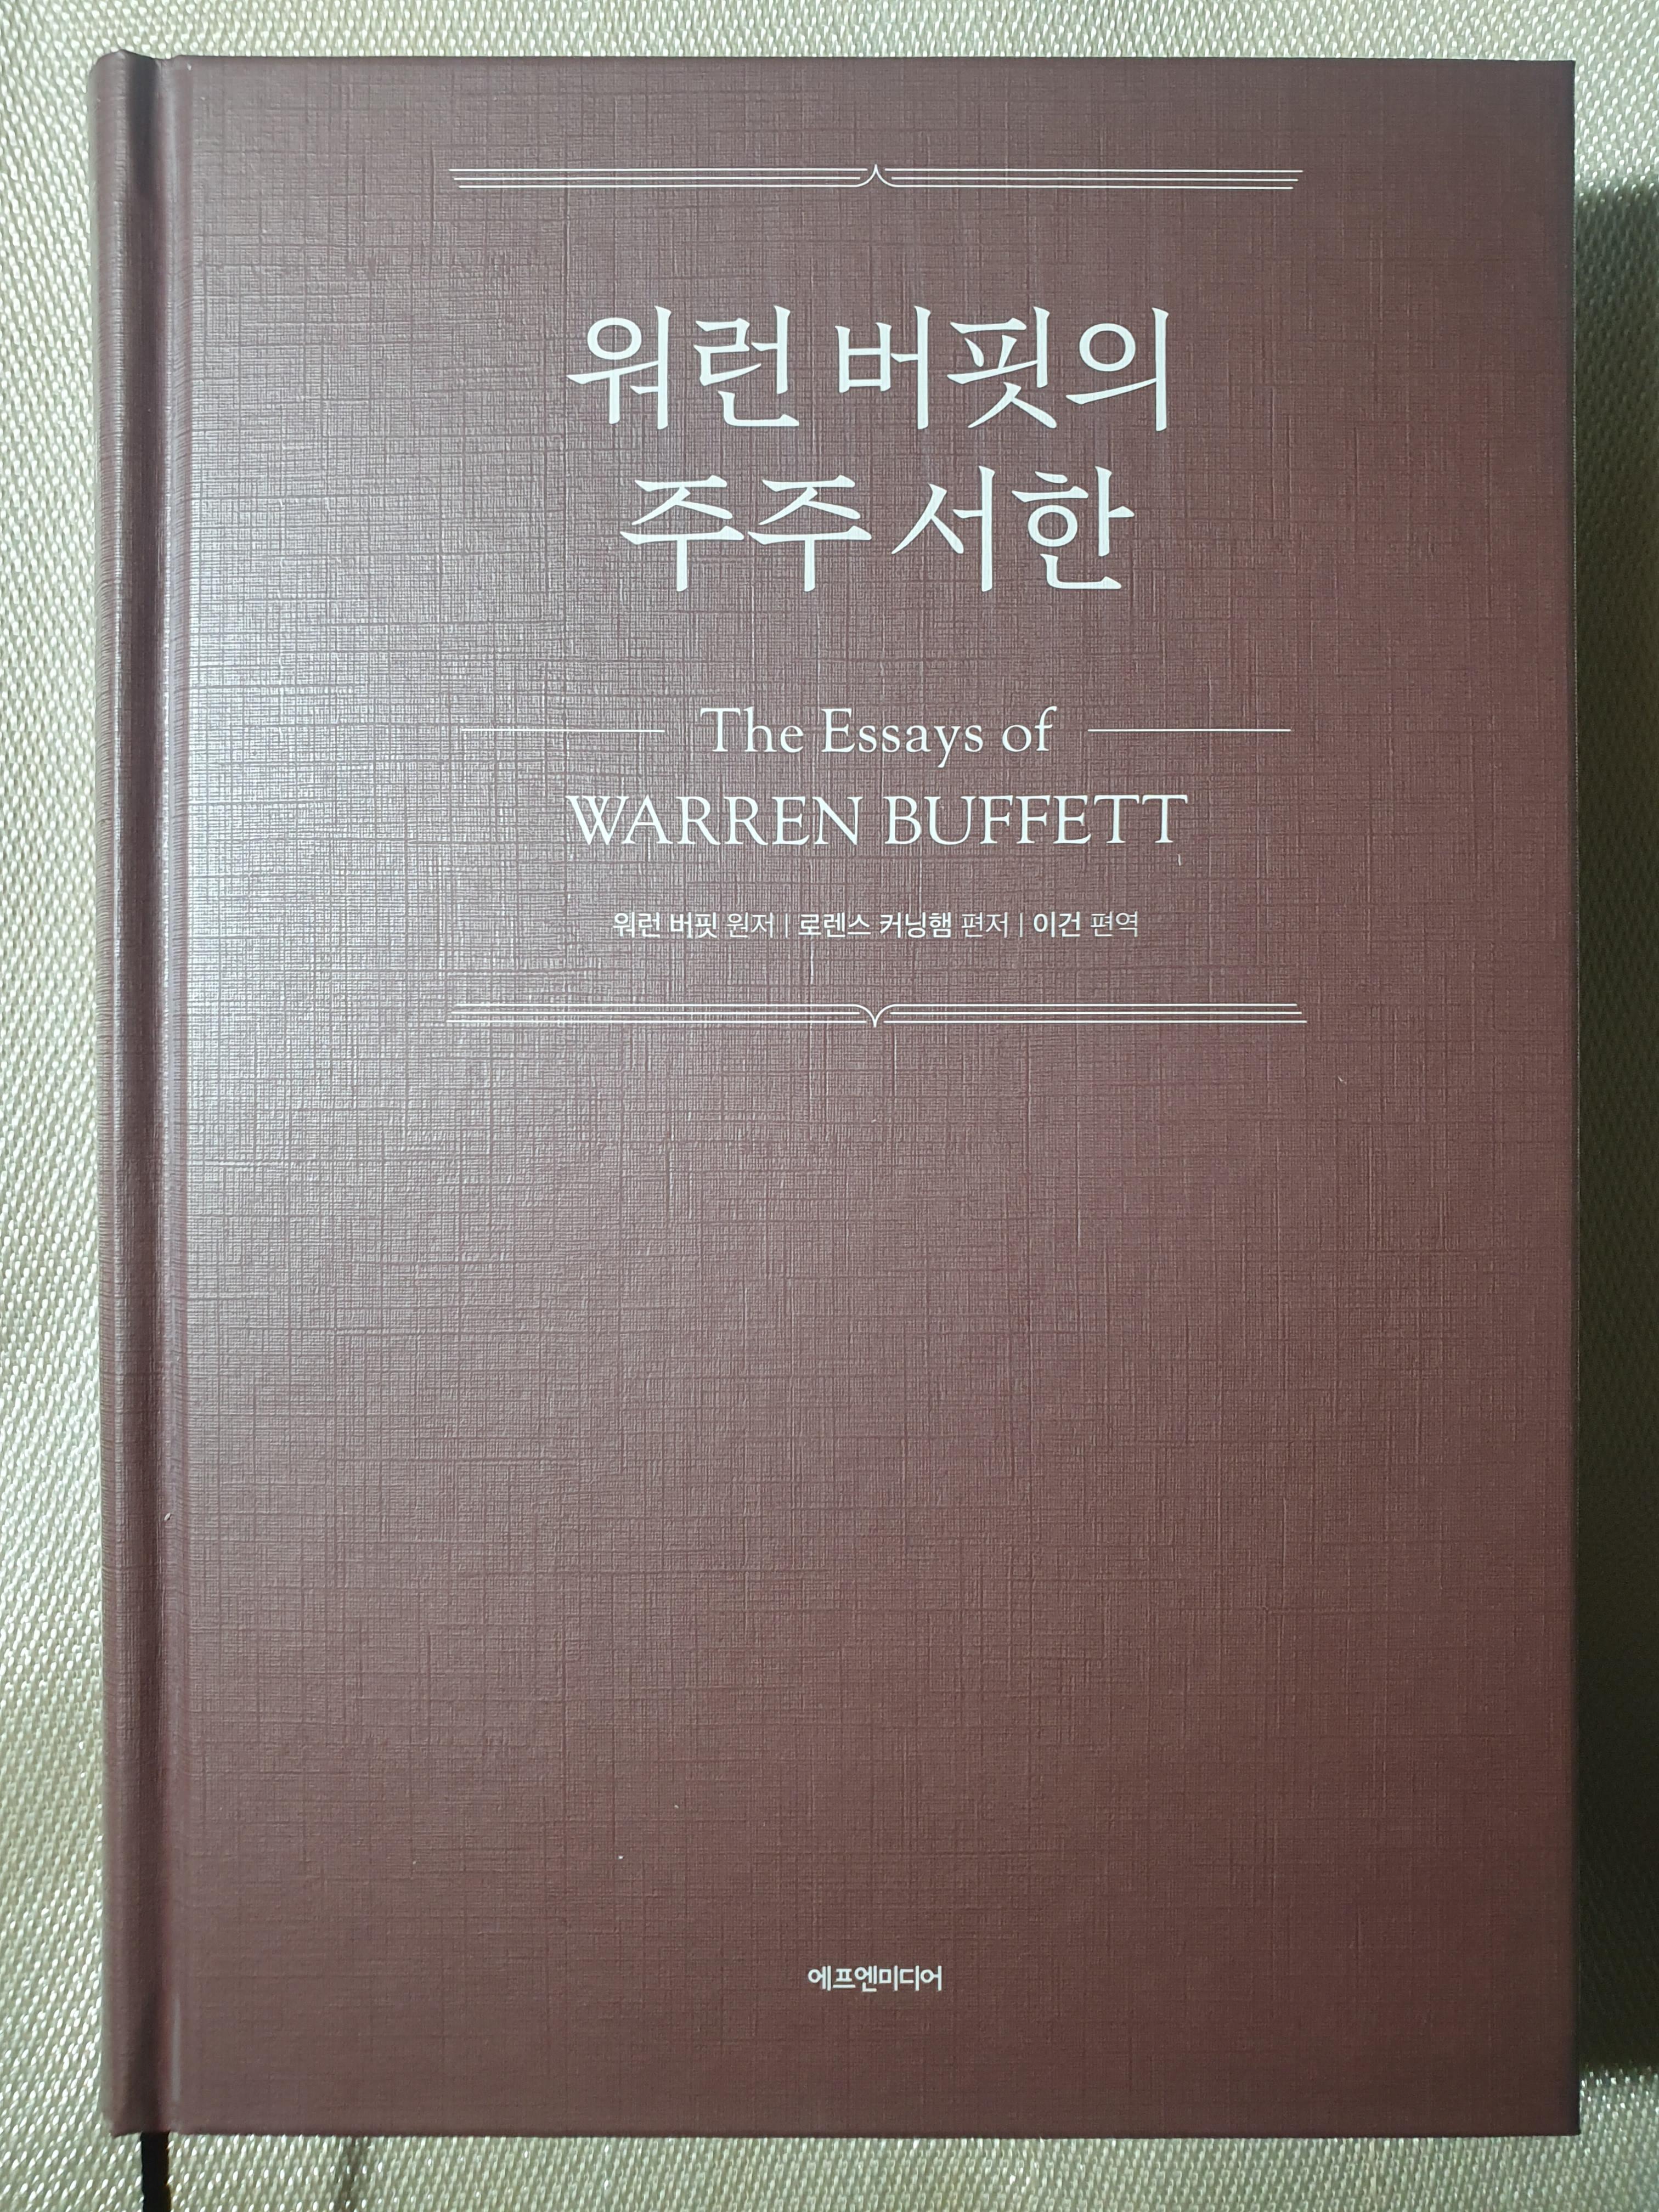 워런 버핏의
주주 서한
The Essays of
WARREN BUFFETT
워런 버핏 원저 | 로렌스 커닝햄 편저 | 이건 편역
에프엔미디어